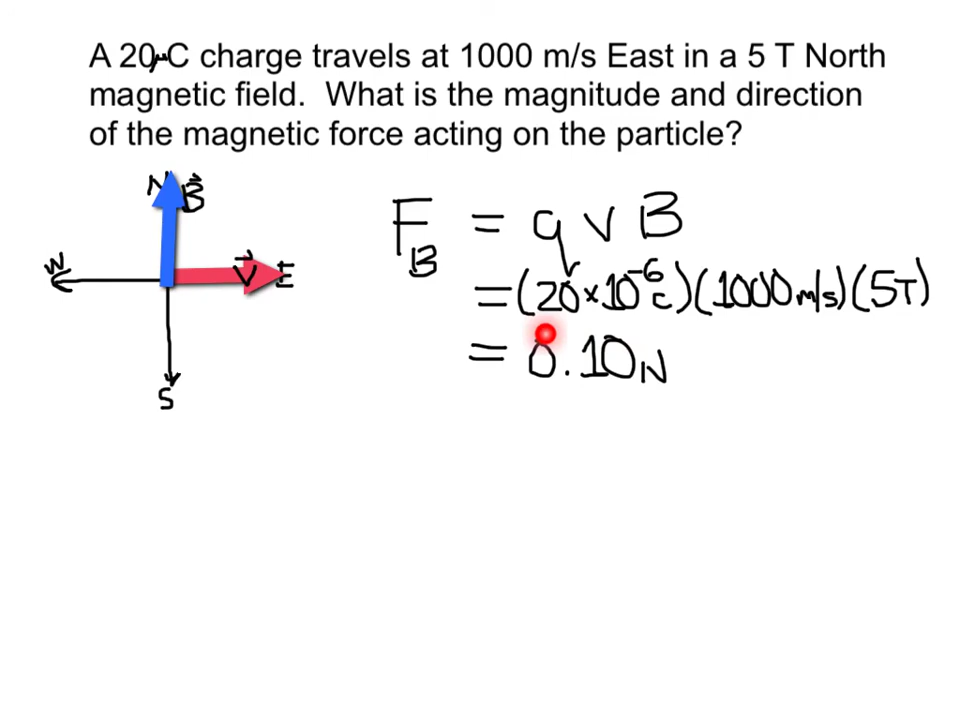 A 20μC charge travels at 1000 m/s East in a 5 T North
magnetic field. What is the magnitude and direction
of the magnetic force acting on the particle?
N
B⃗
W
V⃗
E
S
F_B = q v B
= (20 × 10⁻⁶ C)(1000 m/s)(5T)
= 0.10 N